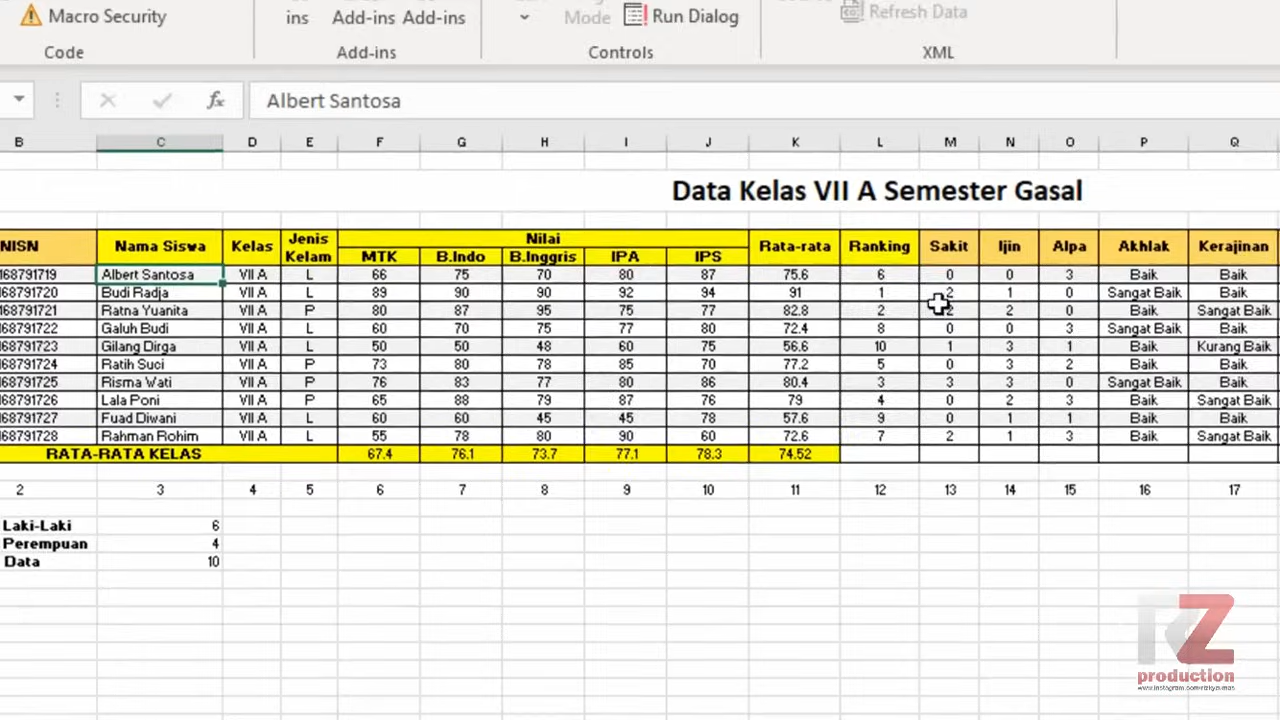 Macro Security
ins
Add-ins Add-ins
Mode
Run Dialog
Refresh Data
Code
Add-ins
Controls
XML
fx
Albert Santosa
B C D E F G H I J K L M N O P Q
Data Kelas VII A Semester Gasal
NISN Nama Siswa Kelas Jenis Kelam Nilai Rata-rata Ranking Sakit Ijin Alpa Akhlak Kerajinan
MTK B.Indo B.Inggris IPA IPS
168791719 Albert Santosa VII A L 66 75 70 80 87 75.6 6 0 0 3 Baik Baik
168791720 Budi Radja VII A L 89 90 90 92 94 91 1 2 1 0 Sangat Baik Baik
168791721 Ratna Yuanita VII A P 80 87 95 75 77 82.8 2 2 2 0 Baik Sangat Baik
168791722 Galuh Budi VII A L 60 70 75 77 80 72.4 8 0 0 3 Sangat Baik Baik
168791723 Gilang Dirga VII A L 50 50 48 60 75 56.6 10 1 3 1 Baik Kurang Baik
168791724 Ratih Suci VII A P 73 80 78 85 70 77.2 5 0 3 2 Baik Baik
168791725 Risma Wati VII A P 76 83 77 80 86 80.4 3 3 3 0 Sangat Baik Baik
168791726 Lala Poni VII A P 65 88 79 87 76 79 4 0 2 3 Baik Sangat Baik
168791727 Fuad Diwani VII A L 60 60 45 45 78 57.6 9 0 1 1 Baik Baik
168791728 Rahman Rohim VII A L 55 78 80 90 60 72.6 7 2 1 3 Baik Sangat Baik
RATA-RATA KELAS 67.4 76.1 73.7 77.1 78.3 74.52
2 3 4 5 6 7 8 9 10 11 12 13 14 15 16 17
Laki-Laki 6
Perempuan 4
Data 10
RZ
production